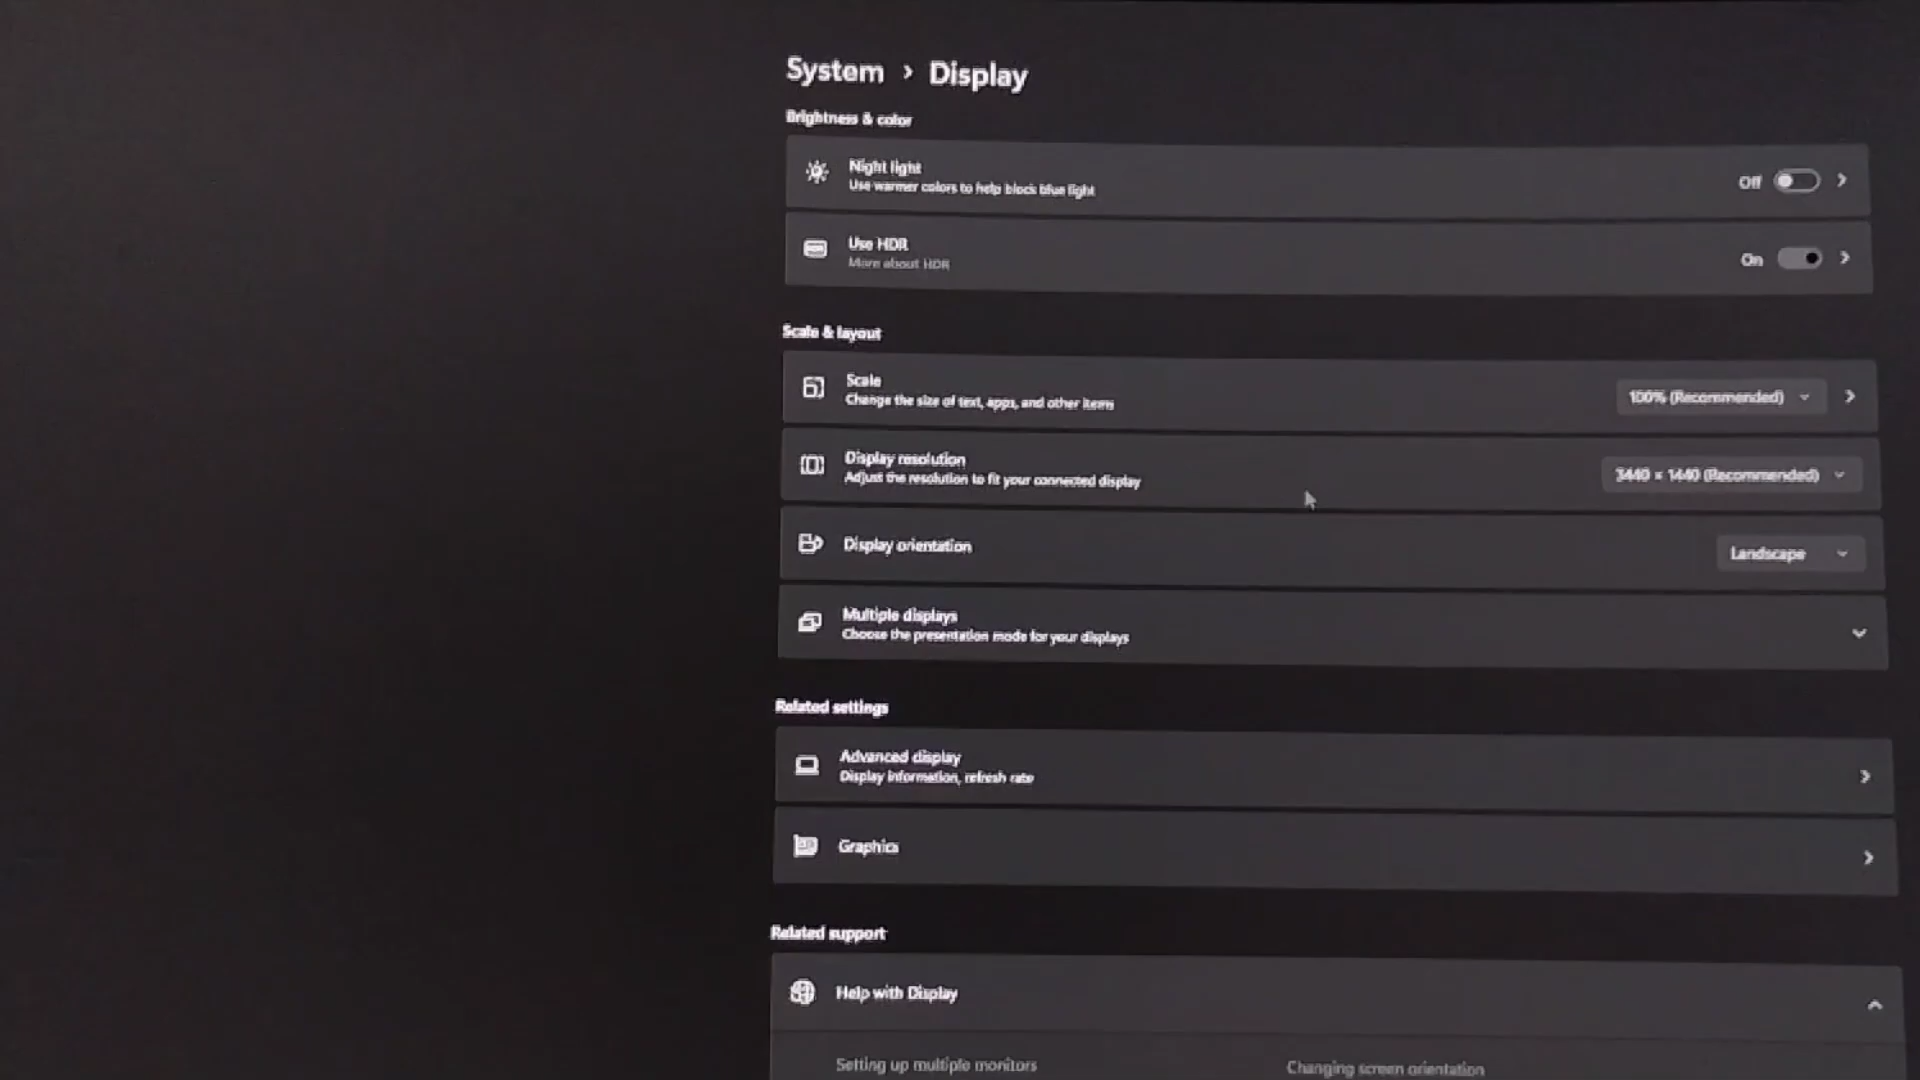 System › Display
Brightness & color
Night light
Use warmer colors to help block blue light
Off
Use HDR
More about HDR
On
Scale & layout
Scale
Change the size of text, apps, and other items
100% (Recommended)
Display resolution
Adjust the resolution to fit your connected display
3440 × 1440 (Recommended)
Display orientation
Landscape
Multiple displays
Choose the presentation mode for your displays
Related settings
Advanced display
Display information, refresh rate
Graphics
Related support
Help with Display
Setting up multiple monitors
Changing screen orientation